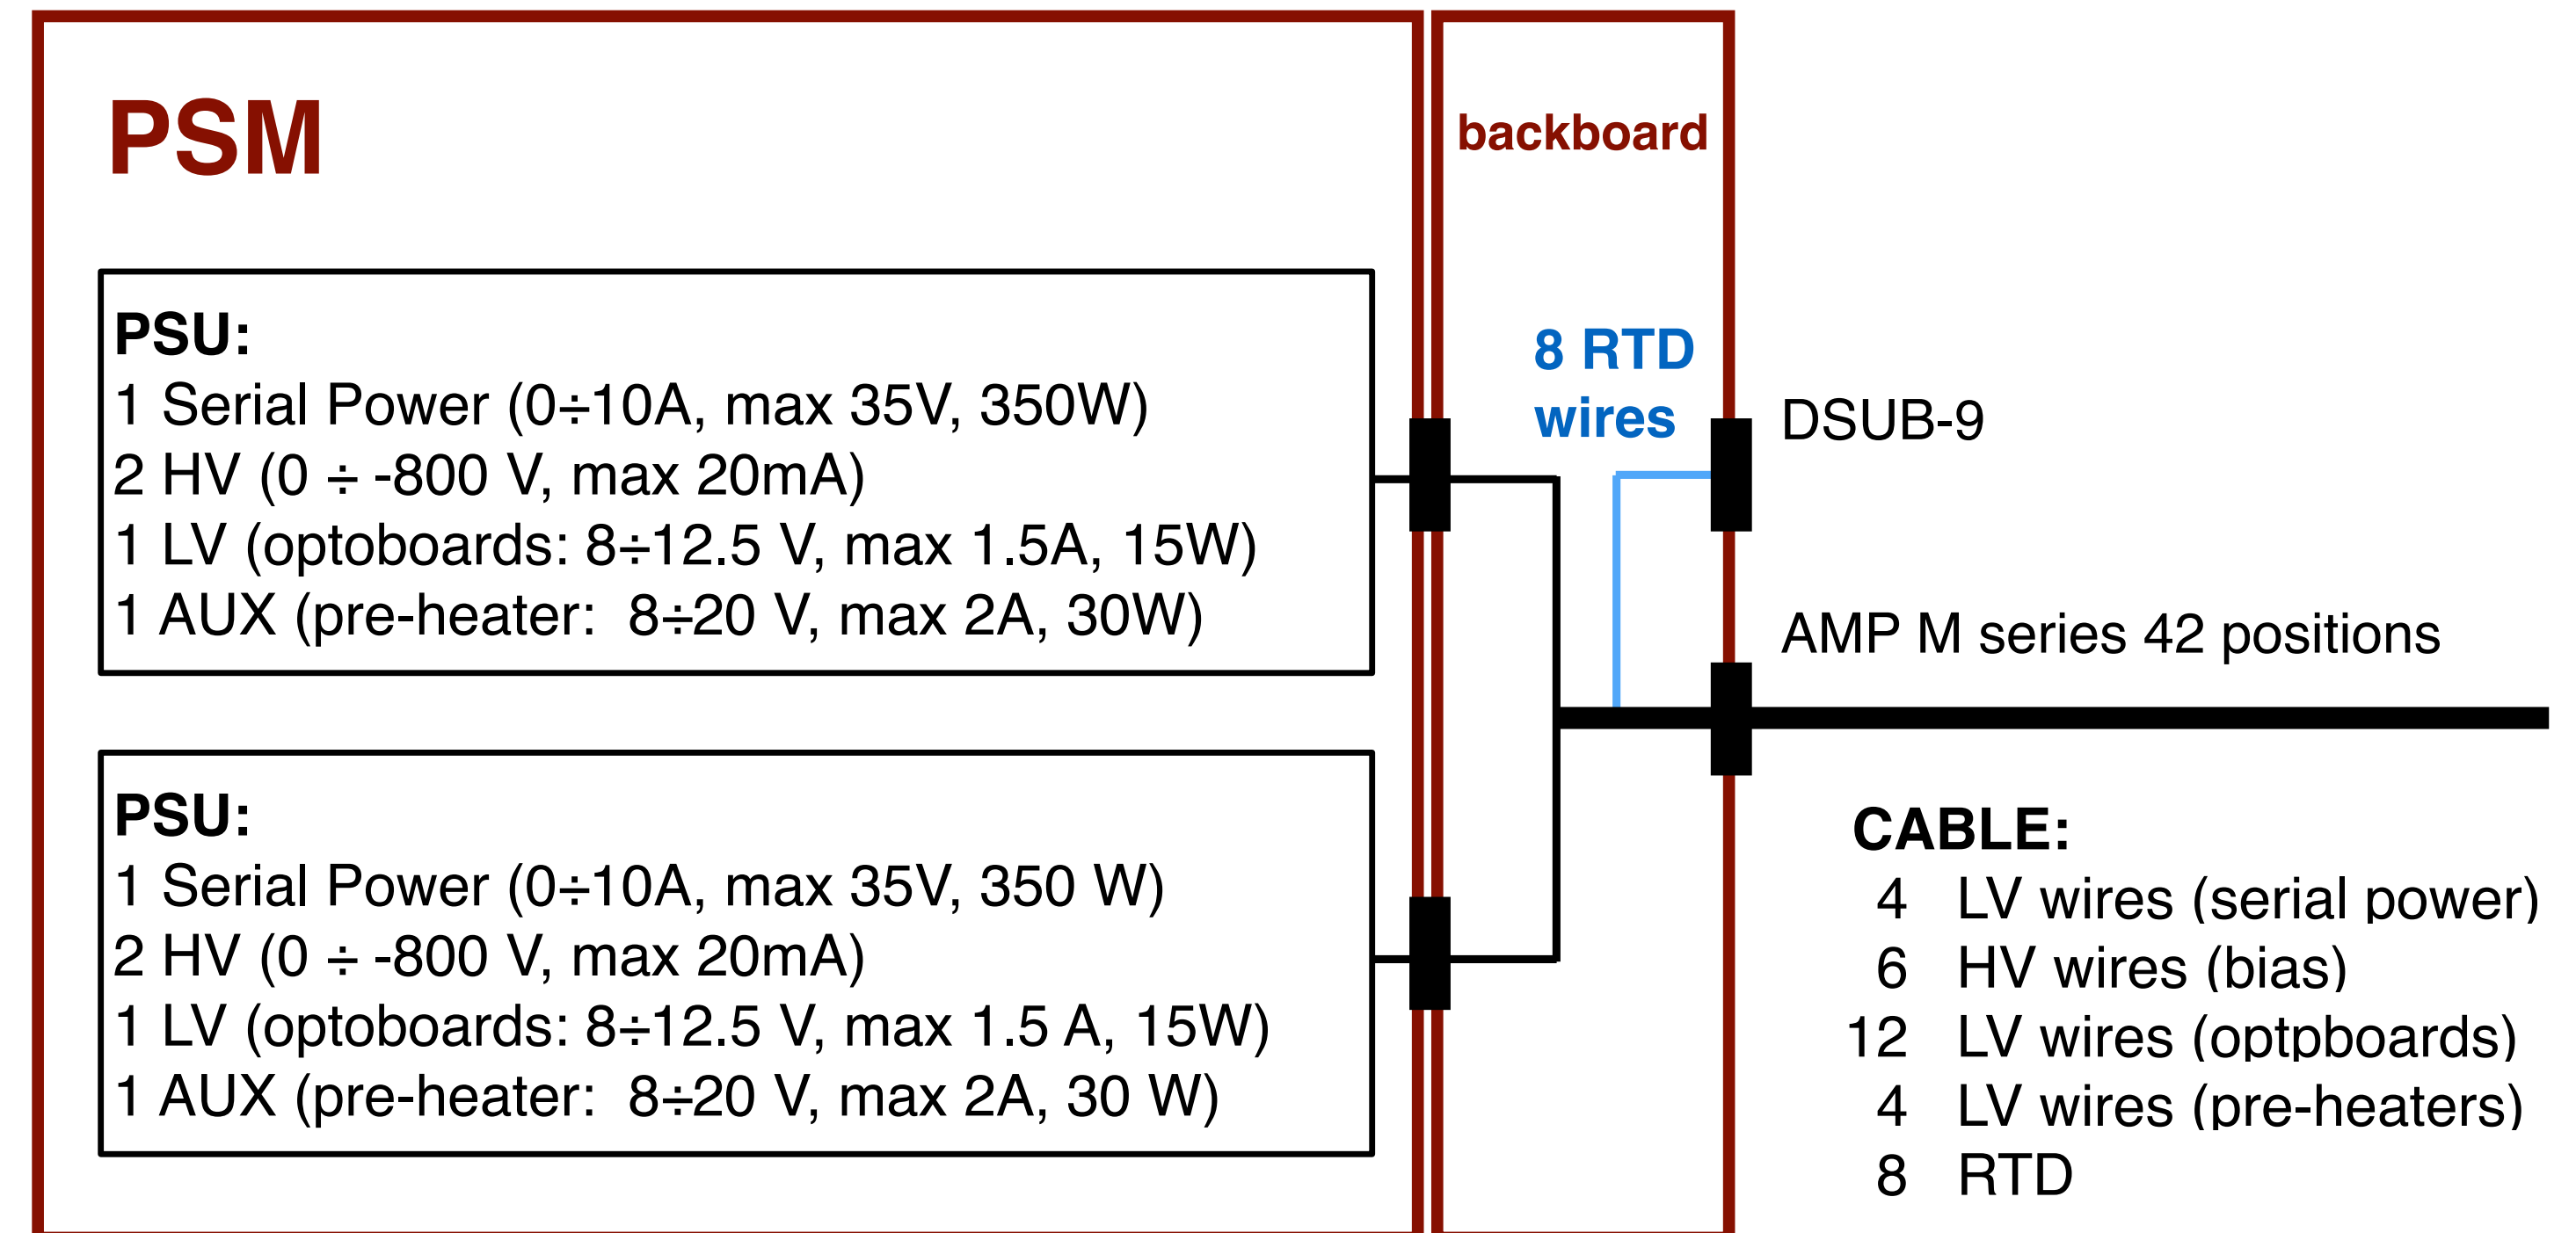 PSM
backboard
PSU:
1 Serial Power (0÷10A, max 35V, 350W)
2 HV (0 ÷ -800 V, max 20mA)
1 LV (optoboards: 8÷12.5 V, max 1.5A, 15W)
1 AUX (pre-heater:  8÷20 V, max 2A, 30W)
8 RTD
wires
DSUB-9
AMP M series 42 positions
PSU:
1 Serial Power (0÷10A, max 35V, 350 W)
2 HV (0 ÷ -800 V, max 20mA)
1 LV (optoboards: 8÷12.5 V, max 1.5 A, 15W)
1 AUX (pre-heater:  8÷20 V, max 2A, 30 W)
CABLE:
4 LV wires (serial power)
6 HV wires (bias)
12 LV wires (optpboards)
4 LV wires (pre-heaters)
8 RTD